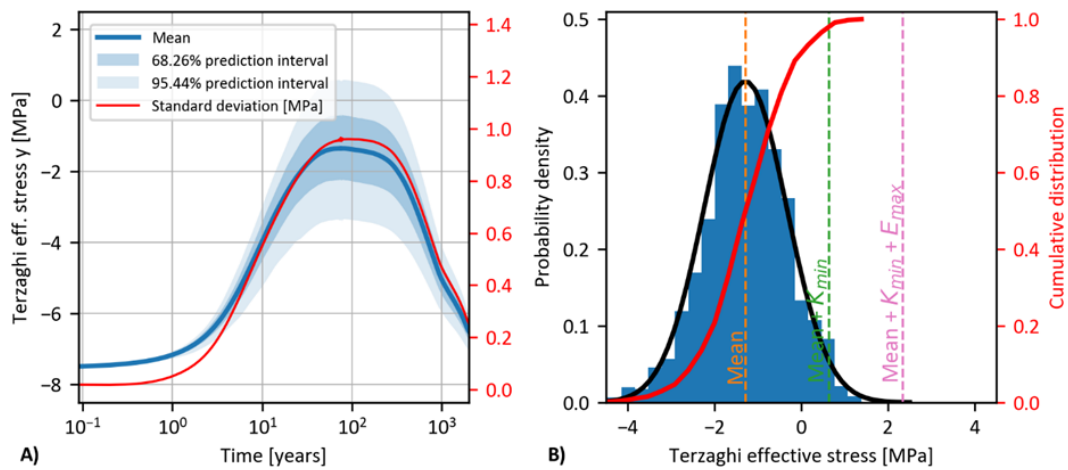 Mean
68.26% prediction interval
95.44% prediction interval
Standard deviation [MPa]
Terzaghi eff. stress y [MPa]
2
0
−2
−4
−6
−8
1.4
1.2
1.0
0.8
0.6
0.4
0.2
0.0
10⁻¹
10⁰
10¹
10²
10³
Time [years]
A)
Probability density
0.5
0.4
0.3
0.2
0.1
0.0
Mean
Mean + K_min
Mean + K_min + E_max
1.0
0.8
0.6
0.4
0.2
0.0
Cumulative distribution
−4
−2
0
2
4
Terzaghi effective stress [MPa]
B)